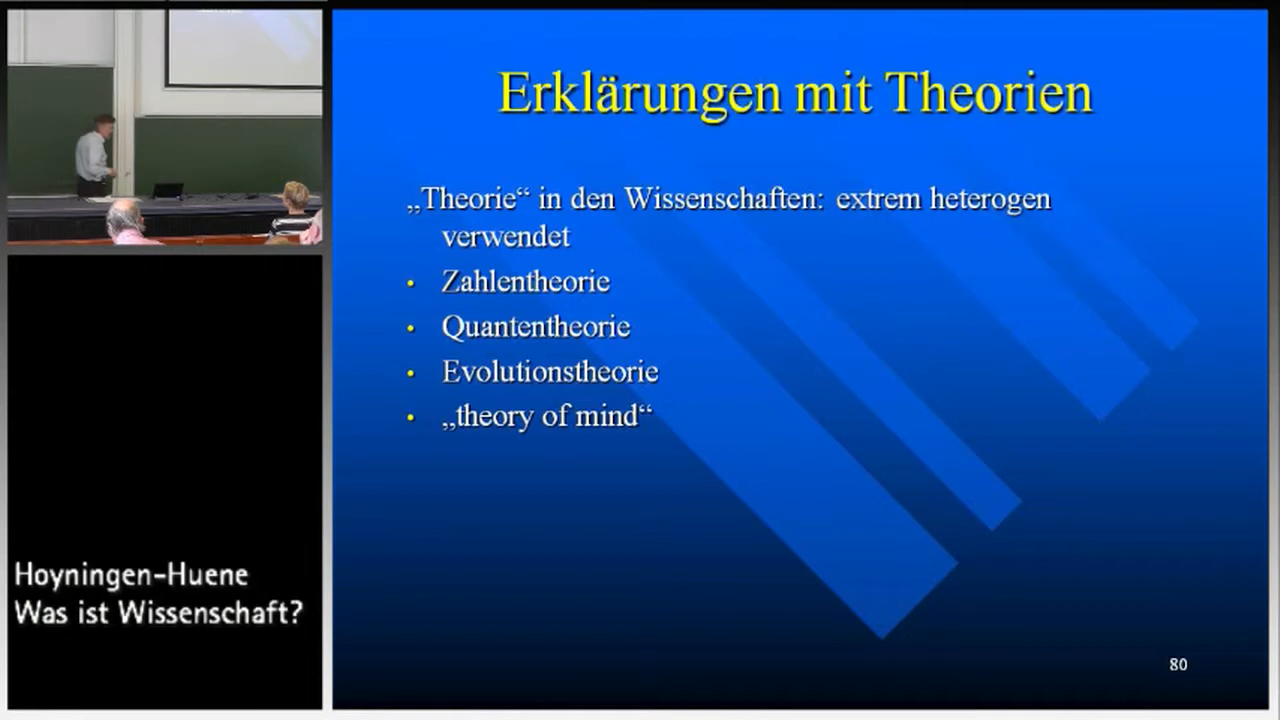 Erklärungen mit Theorien
„Theorie“ in den Wissenschaften: extrem heterogen
verwendet
• Zahlentheorie
• Quantentheorie
• Evolutionstheorie
• „theory of mind“
Hoyningen-Huene
Was ist Wissenschaft?
80